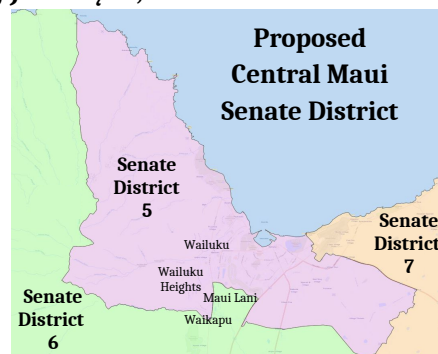 Proposed
Central Maui
Senate District
Senate
District
5
Senate
District
7
Wailuku
Wailuku
Heights
Maui Lani
Waikapu
Senate
District
6